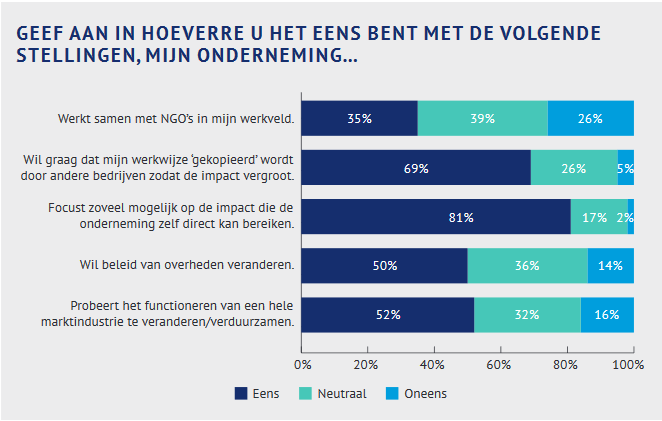 GEEF AAN IN HOEVERRE U HET EENS BENT MET DE VOLGENDE
STELLINGEN, MIJN ONDERNEMING...
Werkt samen met NGO's in mijn werkveld.
35% 39% 26%
Wil graag dat mijn werkwijze 'gekopieerd' wordt
door andere bedrijven zodat de impact vergroot.
69% 26% 5%
Focust zoveel mogelijk op de impact die de
onderneming zelf direct kan bereiken.
81% 17% 2%
Wil beleid van overheden veranderen.
50% 36% 14%
Probeert het functioneren van een hele
marktindustrie te veranderen/verduurzamen.
52% 32% 16%
0% 20% 40% 60% 80% 100%
Eens Neutraal Oneens